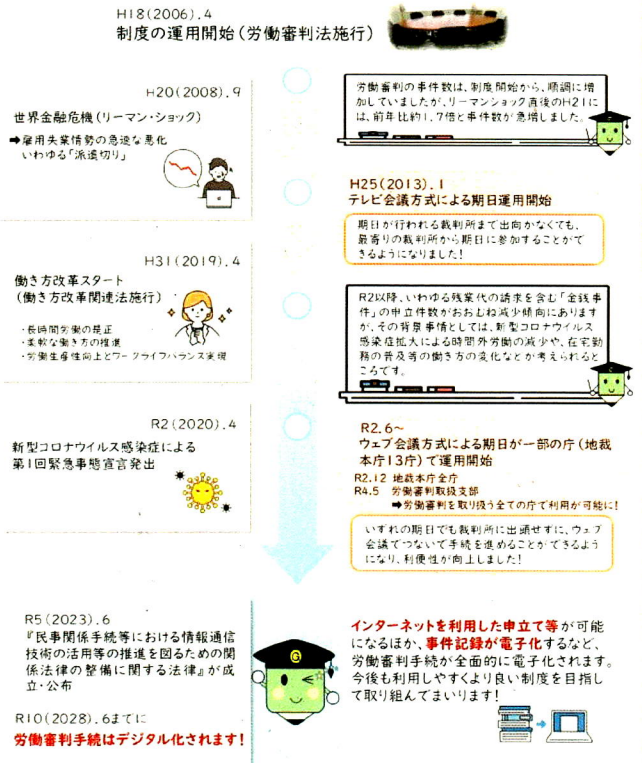 H18(2006).4
制度の運用開始(労働審判法施行)
H20(2008).9
世界金融危機(リーマン・ショック)
➡雇用失業情勢の急速な悪化
いわゆる「派遣切り」
労働審判の事件数は、制度開始から、順調に増
加していましたが、リーマンショック直後のH21に
は、前年比約1.7倍と事件数が急増しました。
H25(2013).1
テレビ会議方式による期日運用開始
期日が行われる裁判所まで出向かなくても、
最寄りの裁判所から期日に参加することがで
きるようになりました!
H31(2019).4
働き方改革スタート
(働き方改革関連法施行)
・長時間労働の是正
・柔軟な働き方の推進
・労働生産性向上とワークライフバランス実現
R2以降、いわゆる残業代の請求を含む「金銭事
件」の申立件数がおおむね減少傾向にあります
が、その背景事情としては、新型コロナウイルス
感染症拡大による時間外労働の減少や、在宅勤
務の普及等の働き方の変化などが考えられると
ころです。
R2(2020).4
新型コロナウイルス感染症による
第1回緊急事態宣言発出
R2.6~
ウェブ会議方式による期日が一部の庁(地裁
本庁13庁)で運用開始
R2.12 地裁本庁全庁
R4.5 労働審判取扱支部
➡労働審判を取り扱う全ての庁で利用が可能に!
いずれの期日でも裁判所に出頭せずに、ウェブ
会議でつないで手続を進めることができるよう
になり、利便性が向上しました!
R5(2023).6
『民事関係手続等における情報通信
技術の活用等の推進を図るための関
係法律の整備に関する法律』が成
立・公布
R10(2028).6までに
労働審判手続はデジタル化されます!
G
インターネットを利用した申立て等が可能
になるほか、事件記録が電子化するなど、
労働審判手続が全面的に電子化されます。
今後も利用しやすくより良い制度を目指し
て取り組んでまいります!